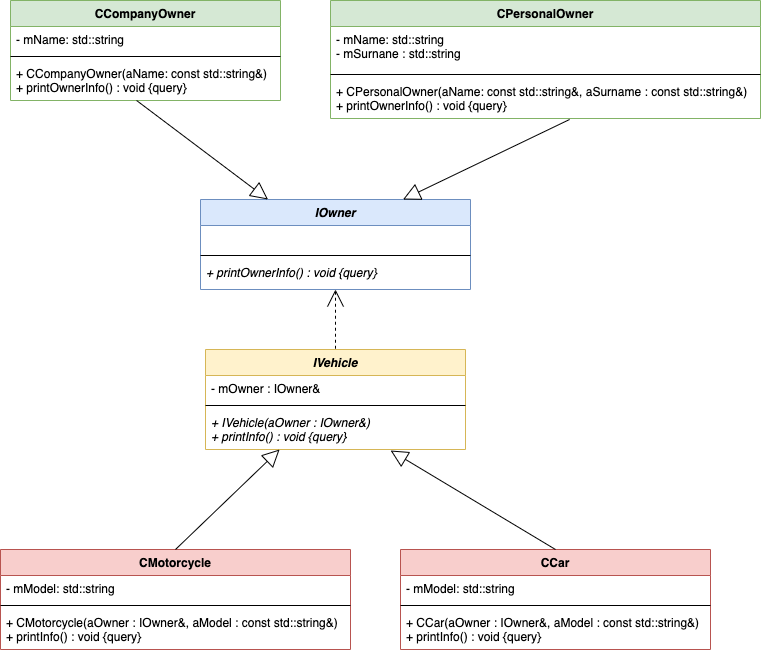 CCompanyOwner
- mName: std::string
+ CCompanyOwner(aName: const std::string&)
+ printOwnerInfo() : void {query}
CPersonalOwner
- mName: std::string
- mSurnane : std::string
+ CPersonalOwner(aName: const std::string&, aSurname : const std::string&)
+ printOwnerInfo() : void {query}
IOwner
+ printOwnerInfo() : void {query}
IVehicle
- mOwner : IOwner&
+ IVehicle(aOwner : IOwner&)
+ printInfo() : void {query}
CMotorcycle
- mModel: std::string
+ CMotorcycle(aOwner : IOwner&, aModel : const std::string&)
+ printInfo() : void {query}
CCar
- mModel: std::string
+ CCar(aOwner : IOwner&, aModel : const std::string&)
+ printInfo() : void {query}